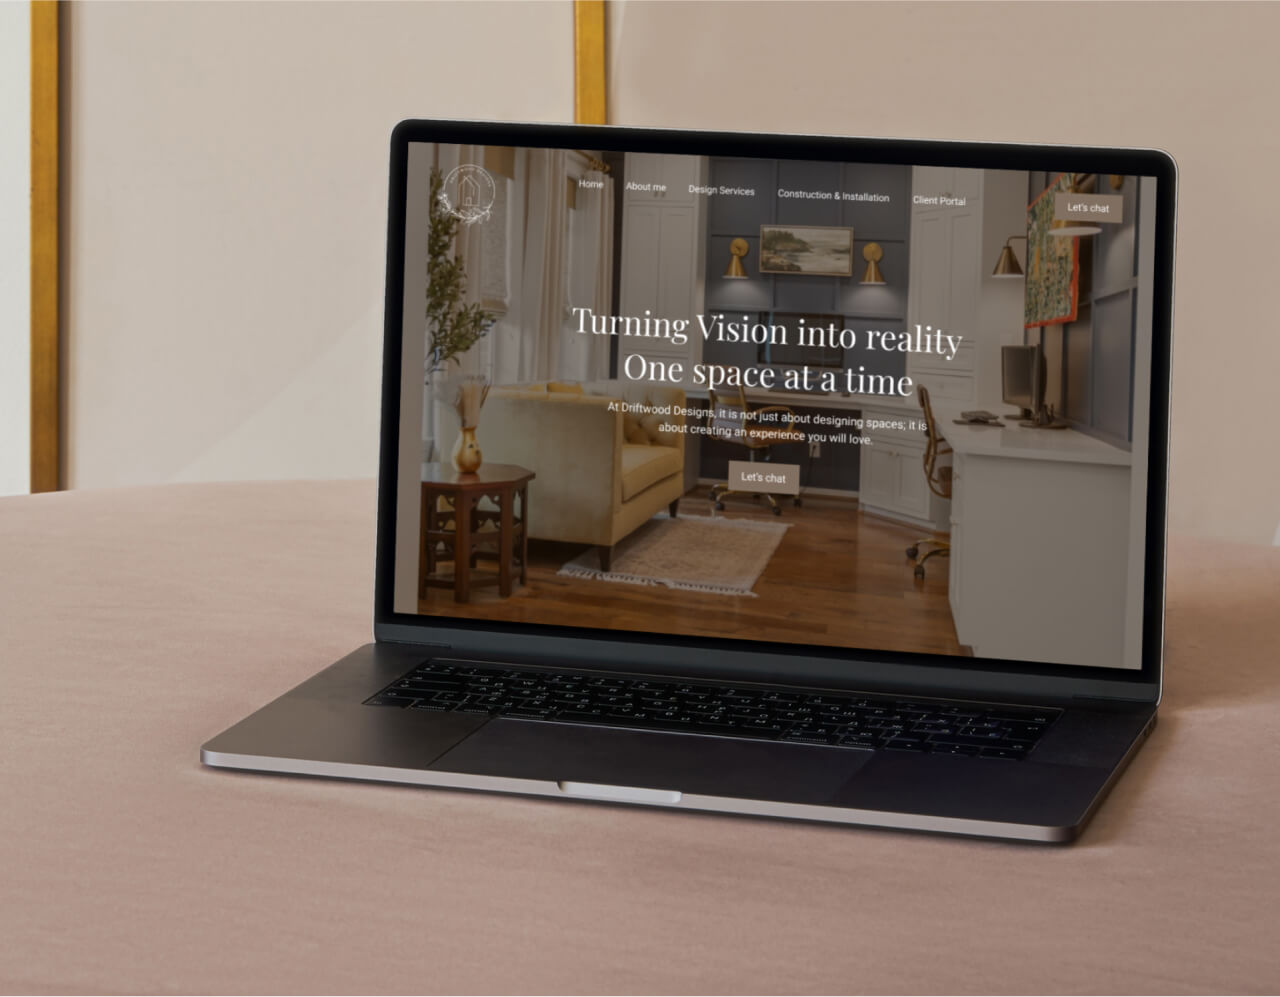 DRIFTWOOD DESIGNS
Home
About me
Design Services
Construction & Installation
Client Portal
Let's chat
Turning Vision into reality
One space at a time
At Driftwood Designs, it is not just about designing spaces; it is
about creating an experience you will love.
Let's chat